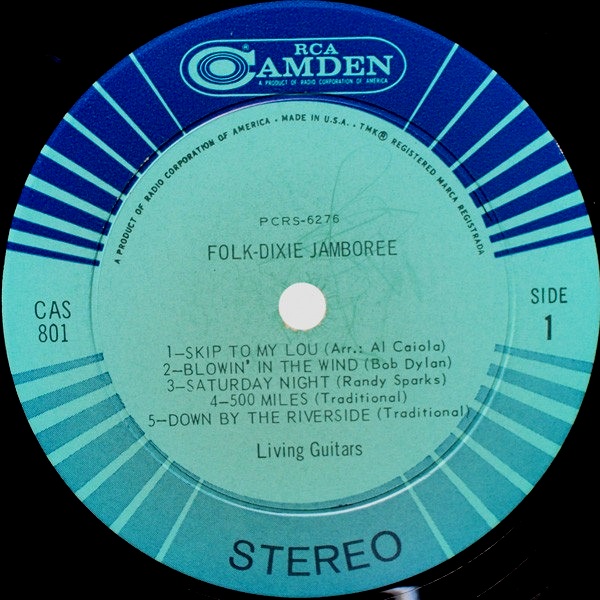 RCA
CAMDEN
®
A PRODUCT OF RADIO CORPORATION OF AMERICA
A PRODUCT OF RADIO CORPORATION OF AMERICA • MADE IN U.S.A. • TMK® REGISTERED MARCA REGISTRADA
PCRS-6276
FOLK-DIXIE JAMBOREE
CAS
801
SIDE
1
1—SKIP TO MY LOU (Arr.: Al Caiola)
2—BLOWIN' IN THE WIND (Bob Dylan)
3—SATURDAY NIGHT (Randy Sparks)
4—500 MILES (Traditional)
5—DOWN BY THE RIVERSIDE (Traditional)
Living Guitars
STEREO